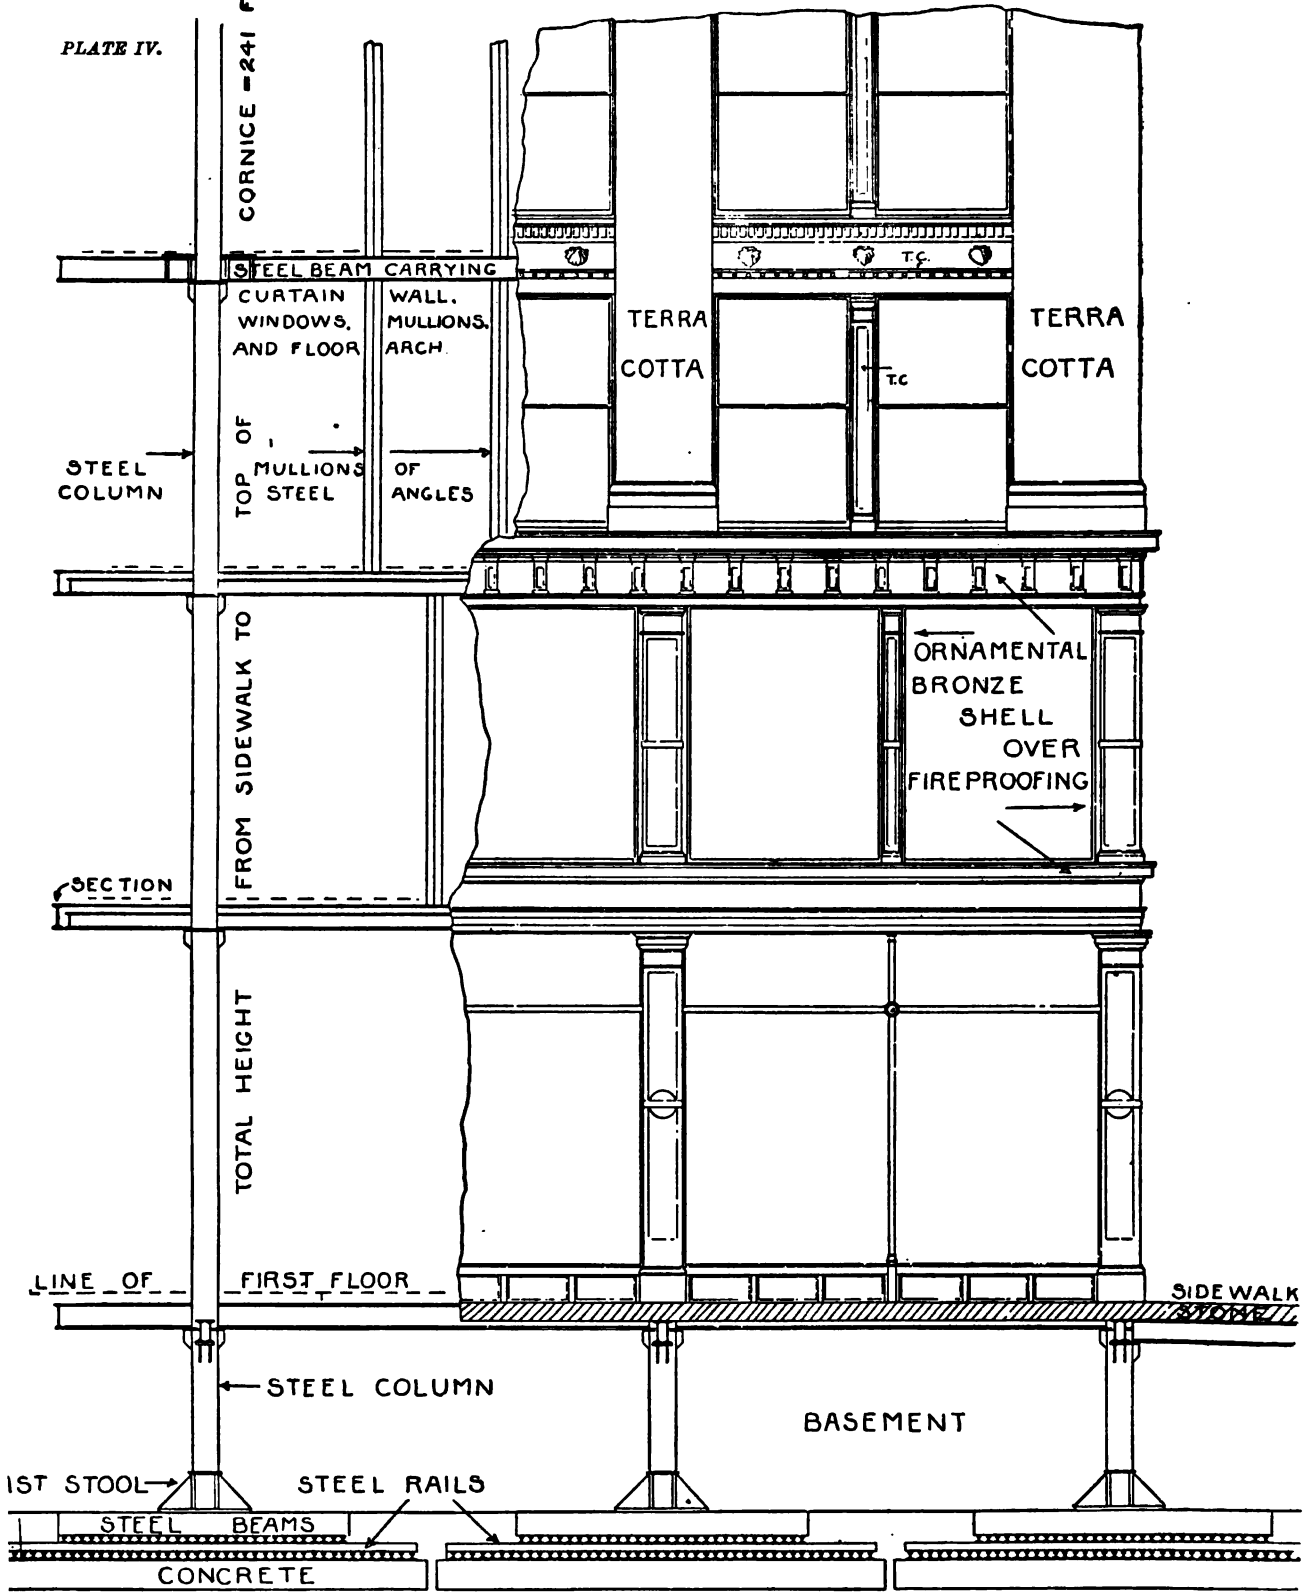 PLATE IV.
TOTAL HEIGHT FROM SIDEWALK TO TOP OF CORNICE = 241 F
STEEL BEAM CARRYING
CURTAIN WALL.
WINDOWS. MULLIONS.
AND FLOOR ARCH.
T.C.
TERRA
COTTA
TERRA
COTTA
T.C
STEEL
COLUMN
MULLIONS OF
STEEL ANGLES
ORNAMENTAL
BRONZE
SHELL
OVER
FIREPROOFING
SECTION
LINE OF FIRST FLOOR
SIDEWALK
STONE
STEEL COLUMN
BASEMENT
IST STOOL
STEEL RAILS
STEEL BEAMS
CONCRETE